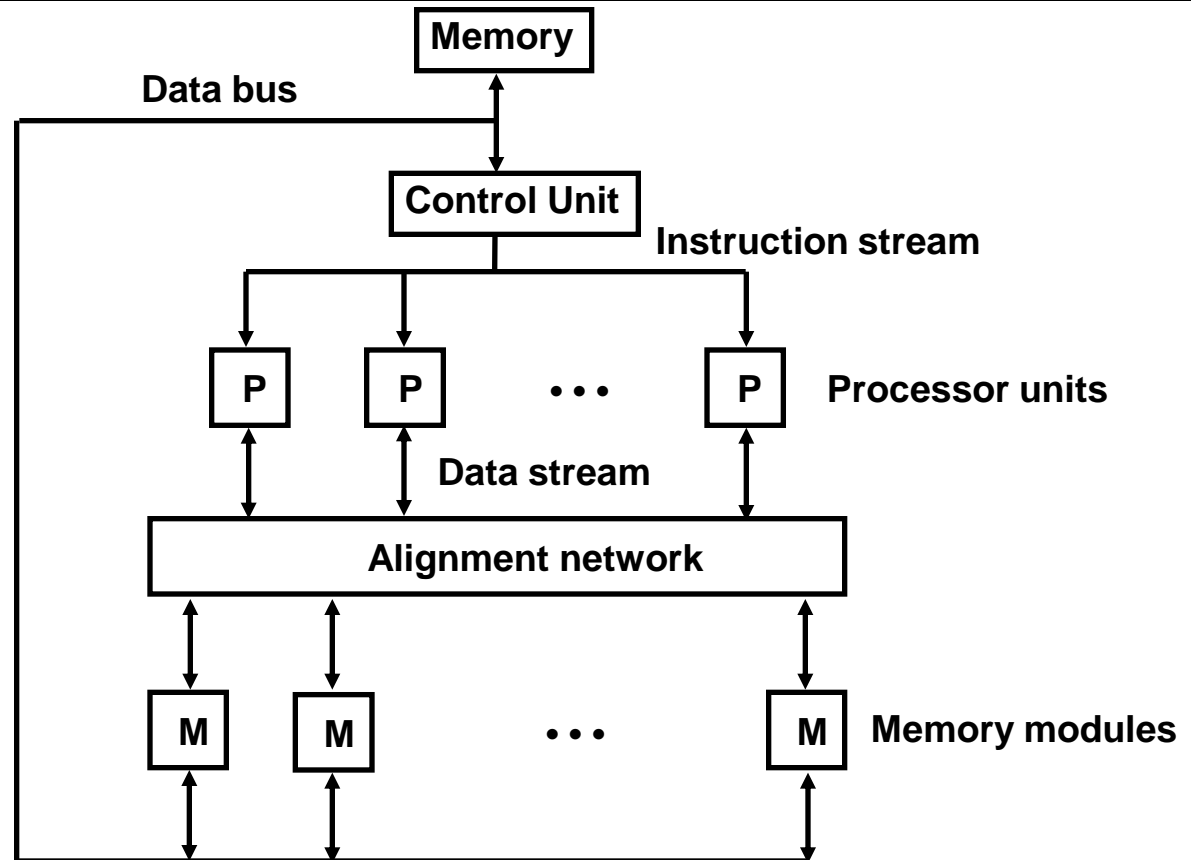 Memory
Data bus
Control Unit
Instruction stream
P P ... P Processor units
Data stream
Alignment network
M M ... M Memory modules